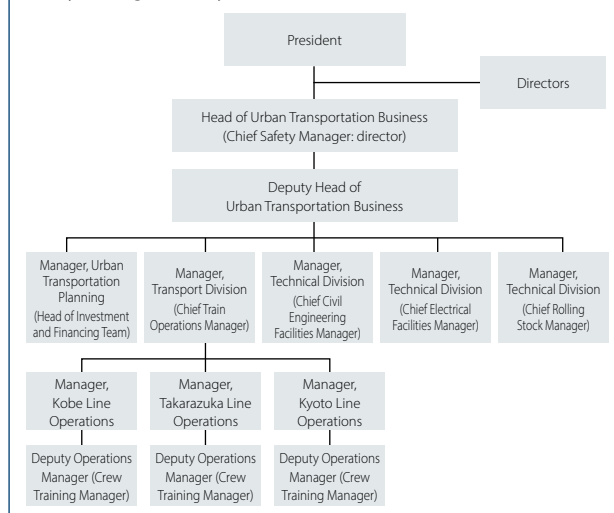 President
Directors
Head of Urban Transportation Business
(Chief Safety Manager: director)
Deputy Head of
Urban Transportation Business
Manager, Urban
Transportation
Planning
(Head of Investment
and Financing Team)
Manager,
Transport Division
(Chief Train
Operations Manager)
Manager,
Technical Division
(Chief Civil
Engineering
Facilities Manager)
Manager,
Technical Division
(Chief Electrical
Facilities Manager)
Manager,
Technical Division
(Chief Rolling
Stock Manager)
Manager,
Kobe Line
Operations
Manager,
Takarazuka Line
Operations
Manager,
Kyoto Line
Operations
Deputy Operations
Manager (Crew
Training Manager)
Deputy Operations
Manager (Crew
Training Manager)
Deputy Operations
Manager (Crew
Training Manager)